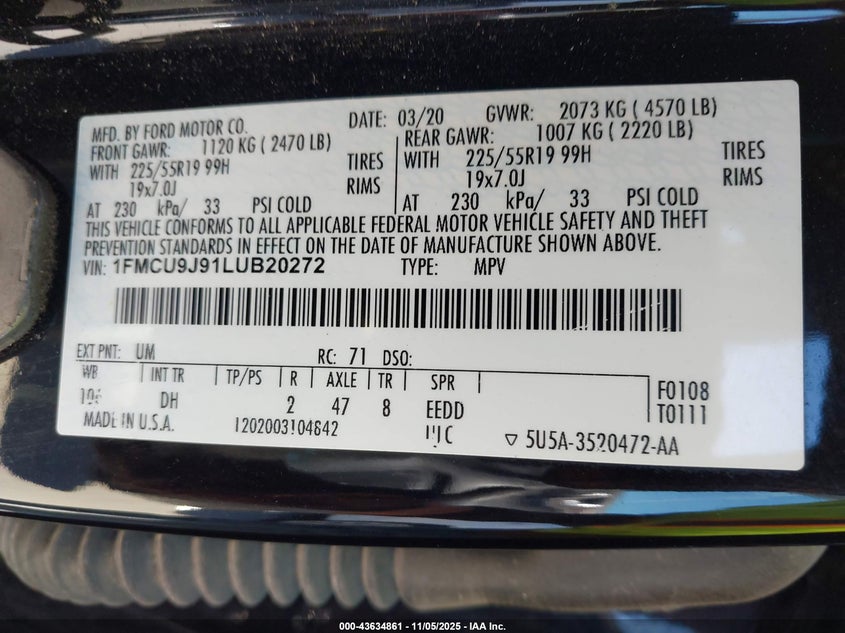 MFD. BY FORD MOTOR CO.
DATE: 03/20 GVWR: 2073 KG ( 4570 LB)
FRONT GAWR: 1120 KG ( 2470 LB)
REAR GAWR: 1007 KG ( 2220 LB)
WITH 225/55R19 99H TIRES
WITH 225/55R19 99H TIRES
19x7.0J RIMS
19x7.0J RIMS
AT 230 kPa/ 33 PSI COLD
AT 230 kPa/ 33 PSI COLD
THIS VEHICLE CONFORMS TO ALL APPLICABLE FEDERAL MOTOR VEHICLE SAFETY AND THEFT
PREVENTION STANDARDS IN EFFECT ON THE DATE OF MANUFACTURE SHOWN ABOVE.
VIN: 1FMCU9J91LUB20272 TYPE: MPV
EXT PNT: UM RC: 71 DSO:
WB INT TR TP/PS R AXLE TR SPR
DH 2 47 8 EEDD
F0108
T0111
MADE IN U.S.A. 5U5A-3520472-AA
000-43634861 - 11/05/2025 - IAA Inc.